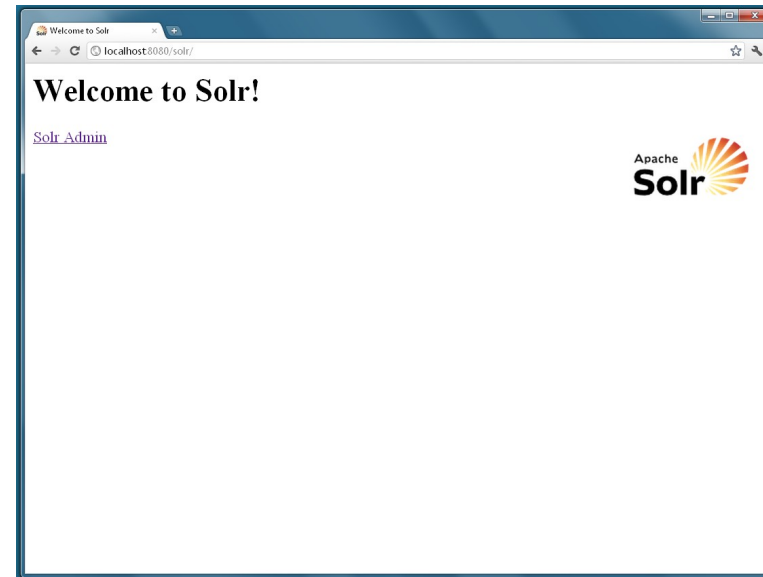 Welcome to Solr
localhost:8080/solr/
Welcome to Solr!
Solr Admin
Apache
Solr